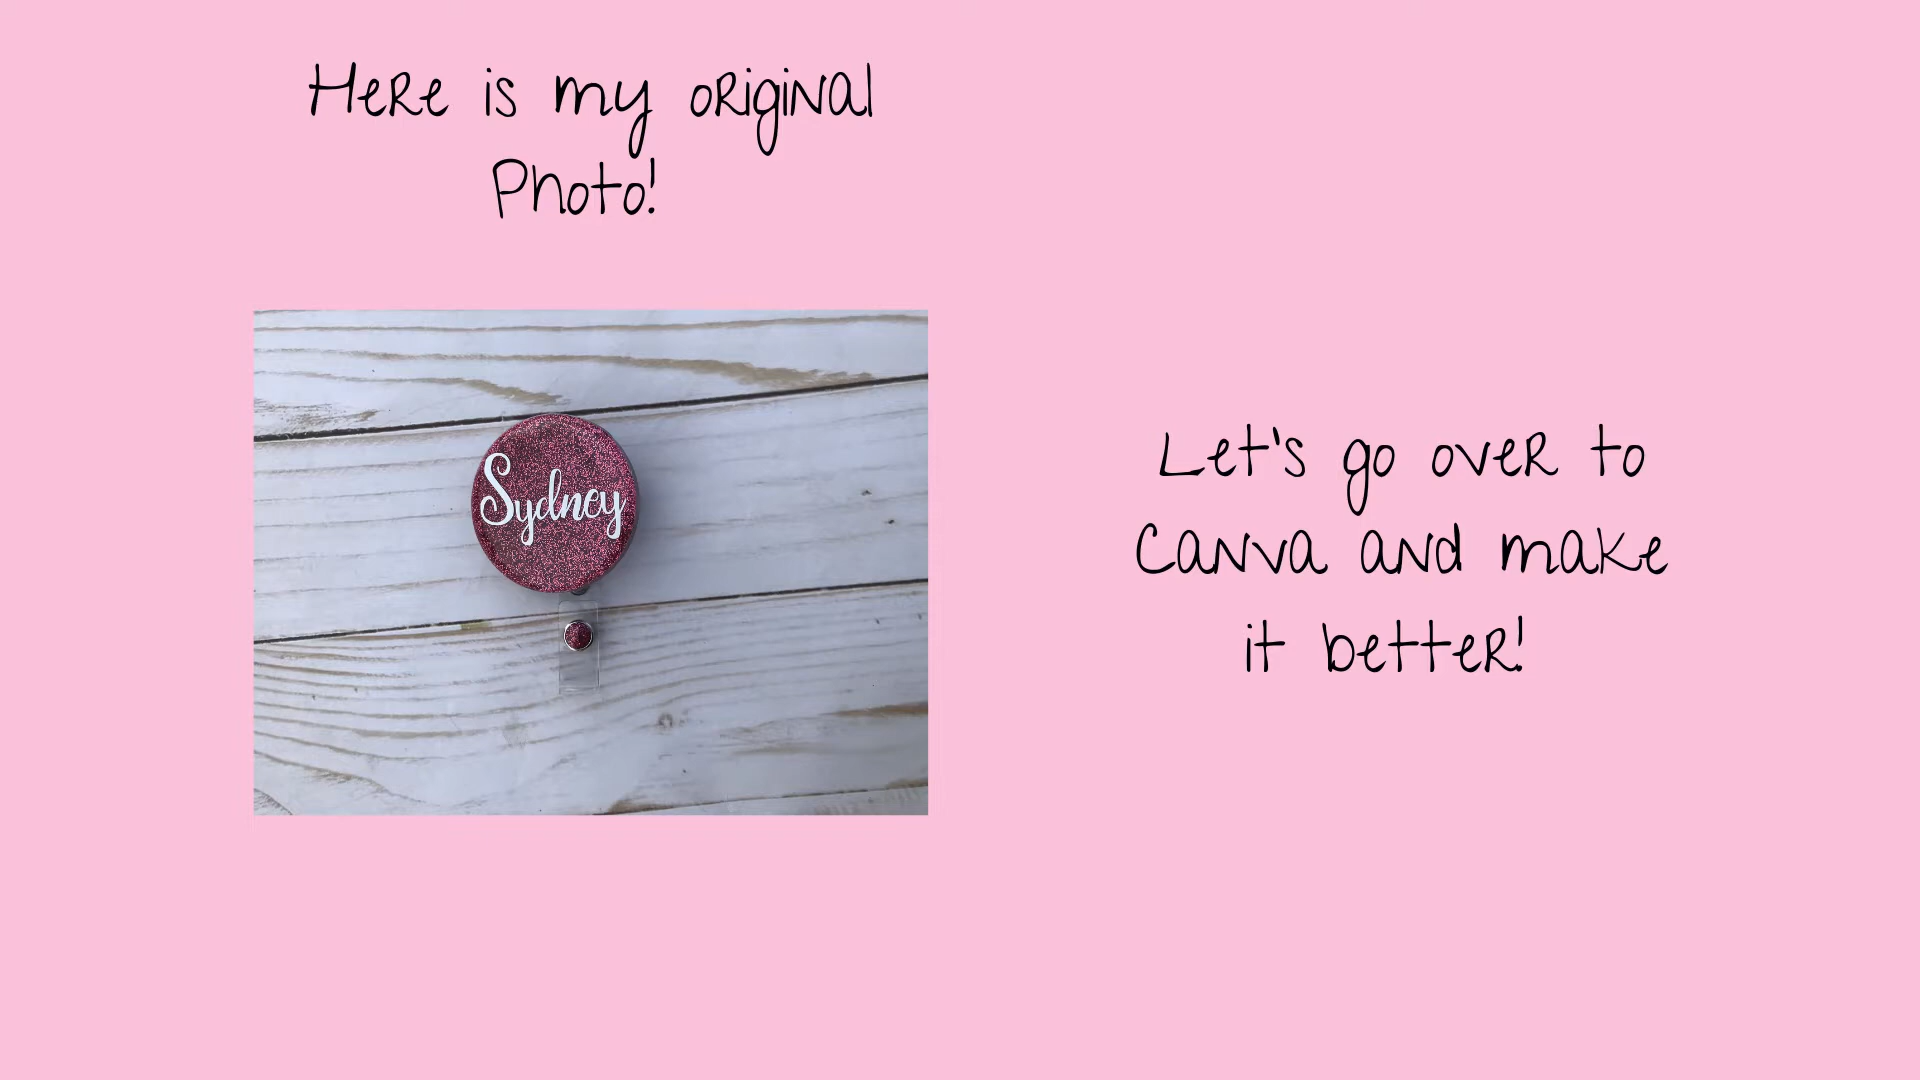 Here is my original
Photo!
Sydney
Let's go over to
Canva and make
it better!